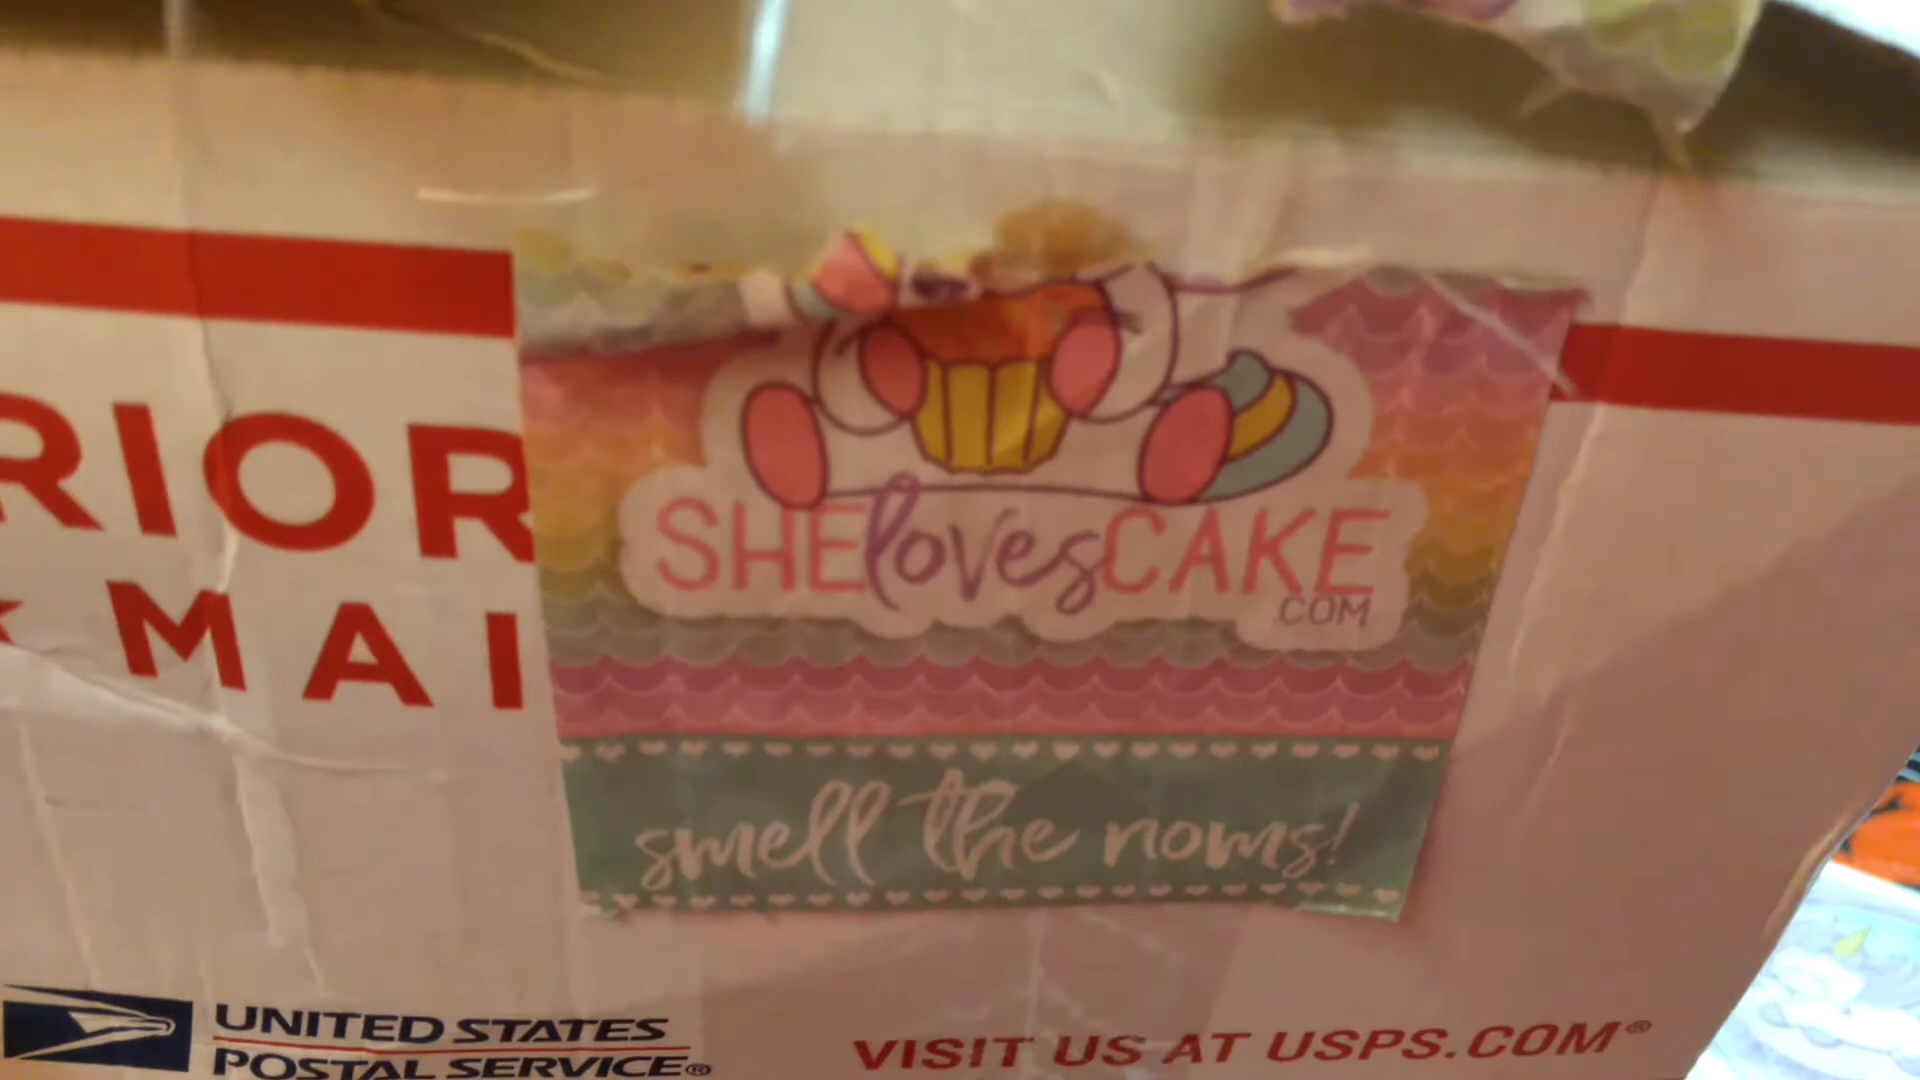 RIOR
MAI
SHElovesCAKE
.COM
smell the noms!
UNITED STATES
POSTAL SERVICE®
VISIT US AT USPS.COM®